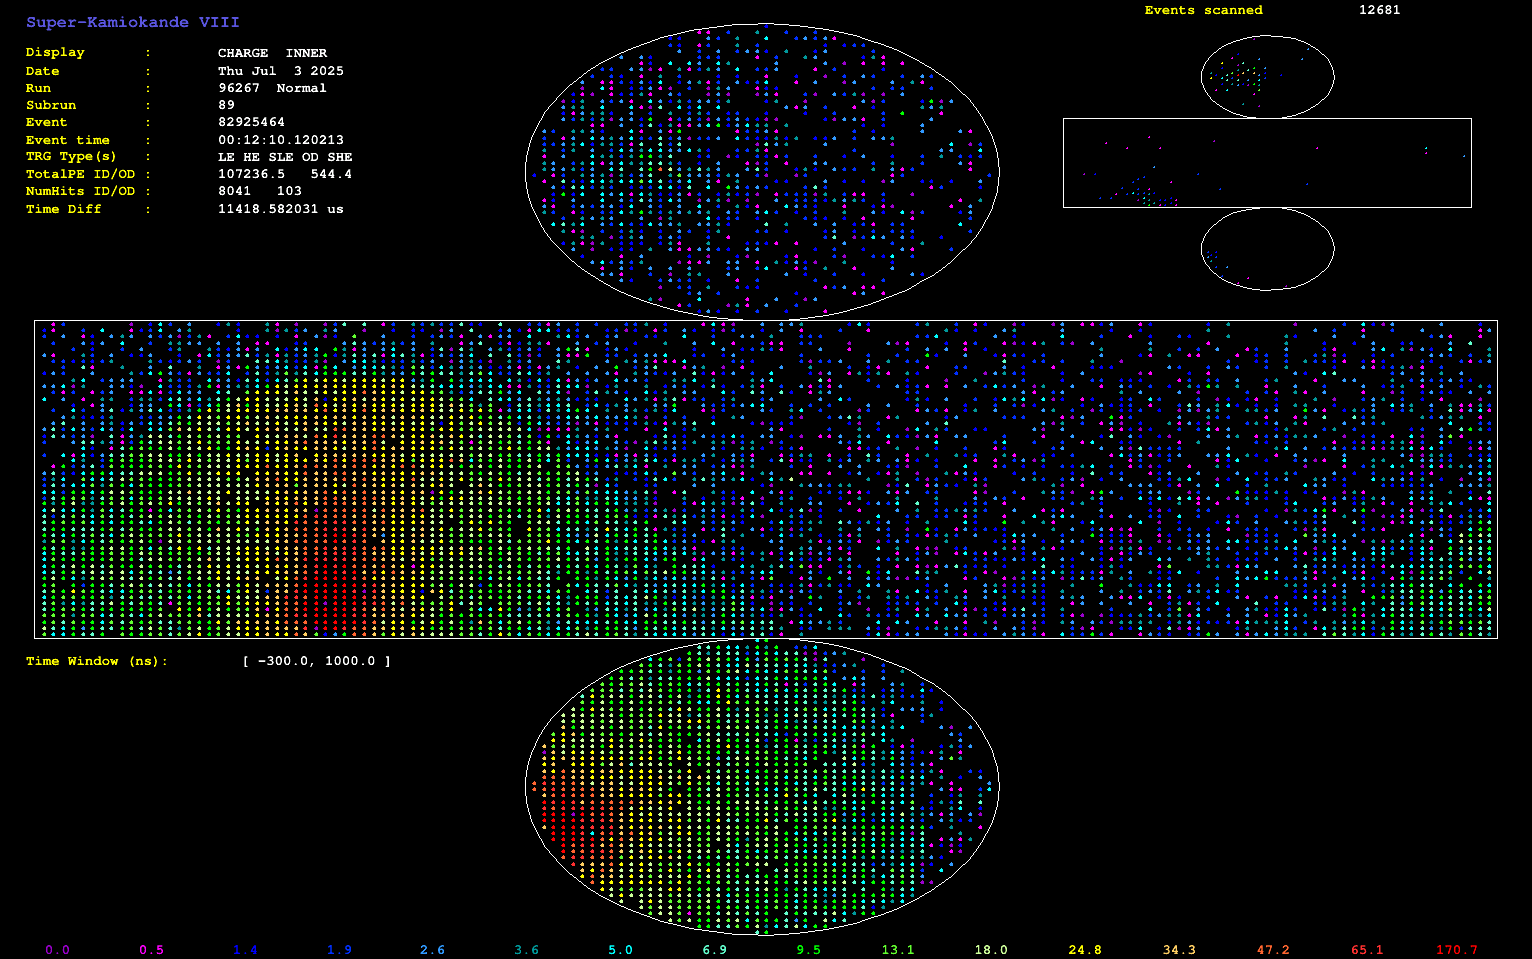 Super-Kamiokande VIII
Events scanned 12681
Display : CHARGE INNER
Date : Thu Jul 3 2025
Run : 96267 Normal
Subrun : 89
Event : 82925464
Event time : 00:12:10.120213
TRG Type(s) : LE HE SLE OD SHE
TotalPE ID/OD : 107236.5 544.4
NumHits ID/OD : 8041 103
Time Diff : 11418.582031 us
Time Window (ns): [ -300.0, 1000.0 ]
0.0 0.5 1.4 1.9 2.6 3.6 5.0 6.9 9.5 13.1 18.0 24.8 34.3 47.2 65.1 170.7